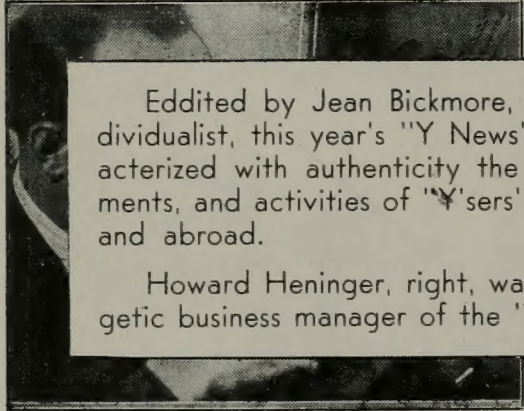 Eddited by Jean Bickmore,
dividualist, this year's "Y News"
acterized with authenticity the
ments, and activities of "Y'sers"
and abroad.
Howard Heninger, right, wa
getic business manager of the "